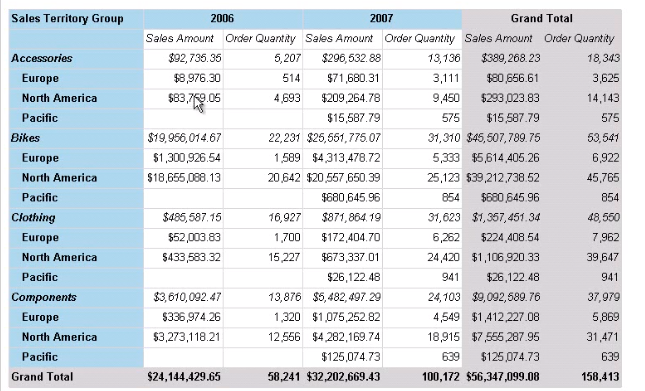 Sales Territory Group 2006 2007 Grand Total
Sales Amount Order Quantity Sales Amount Order Quantity Sales Amount Order Quantity
Accessories $92,735.35 5,207 $296,532.88 13,136 $389,268.23 18,343
Europe $8,976.30 514 $71,680.31 3,111 $80,656.61 3,625
North America $83,759.05 4,693 $209,264.78 9,450 $293,023.83 14,143
Pacific $15,587.79 575 $15,587.79 575
Bikes $19,956,014.67 22,231 $25,551,775.07 31,310 $45,507,789.75 53,541
Europe $1,300,926.54 1,589 $4,313,478.72 5,333 $5,614,405.26 6,922
North America $18,655,088.13 20,642 $20,557,650.39 25,123 $39,212,738.52 45,765
Pacific $680,645.96 854 $680,645.96 854
Clothing $485,587.15 16,927 $871,864.19 31,623 $1,357,451.34 48,550
Europe $52,003.83 1,700 $172,404.70 6,262 $224,408.54 7,962
North America $433,583.32 15,227 $673,337.01 24,420 $1,106,920.33 39,647
Pacific $26,122.48 941 $26,122.48 941
Components $3,610,092.47 13,876 $5,482,497.29 24,103 $9,092,589.76 37,979
Europe $336,974.26 1,320 $1,075,252.82 4,549 $1,412,227.08 5,869
North America $3,273,118.21 12,556 $4,282,169.74 18,915 $7,555,287.95 31,471
Pacific $125,074.73 639 $125,074.73 639
Grand Total $24,144,429.65 58,241 $32,202,669.43 100,172 $56,347,099.08 158,413